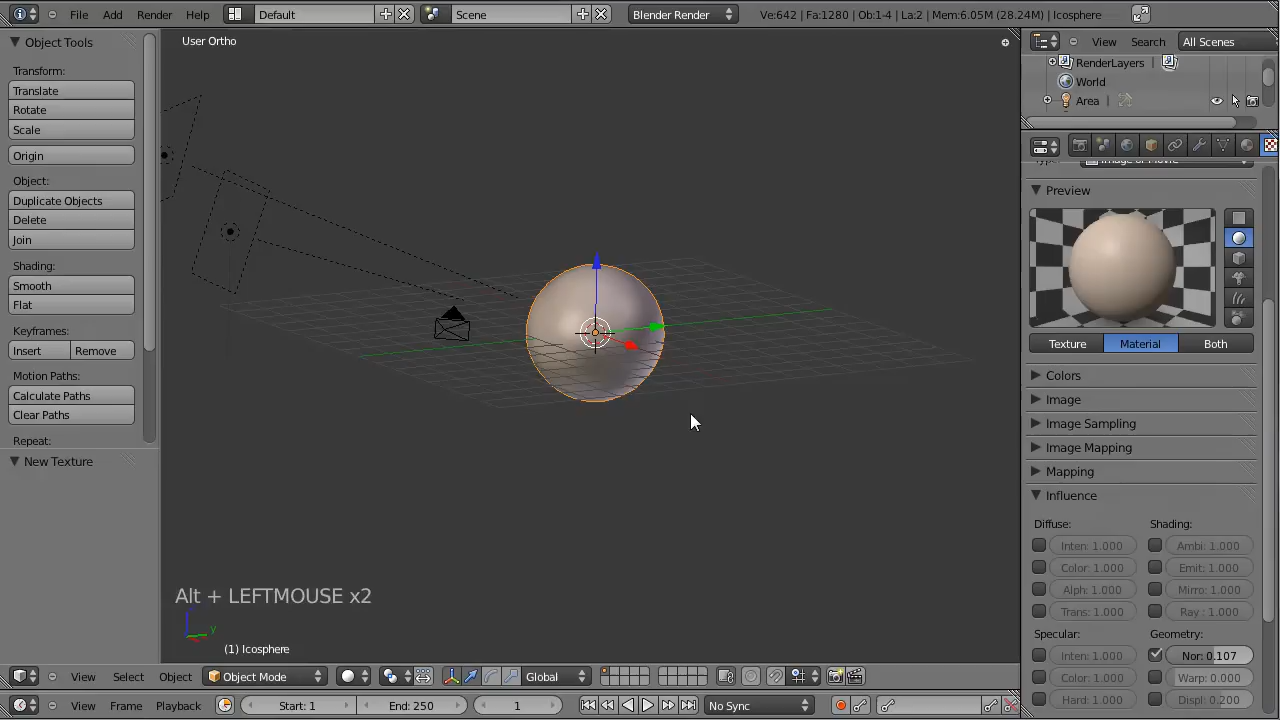 File Add Render Help Default Scene Blender Render Ve:642 | Fa:1280 | Ob:1-4 | La:2 | Mem:6.05M (28.24M) | Icosphere
Object Tools
Transform:
Translate
Rotate
Scale
Origin
Object:
Duplicate Objects
Delete
Join
Shading:
Smooth
Flat
Keyframes:
Insert Remove
Motion Paths:
Calculate Paths
Clear Paths
Repeat:
New Texture
User Ortho
Alt + LEFTMOUSE x2
y
(1) Icosphere
View Search All Scenes
RenderLayers |
World
Area |
Image or Movie
Preview
Texture Material Both
Colors
Image
Image Sampling
Image Mapping
Mapping
Influence
Diffuse: Shading:
Inten: 1.000 Ambi: 1.000
Color: 1.000 Emit: 1.000
Alph: 1.000 Mirro: 1.000
Trans: 1.000 Ray : 1.000
Specular: Geometry:
Inten: 1.000 Nor: 0.107
Color: 1.000 Warp: 0.000
Hard: 1.000 Displ: 0.200
View Select Object Object Mode Global
View Frame Playback Start: 1 End: 250 1 No Sync